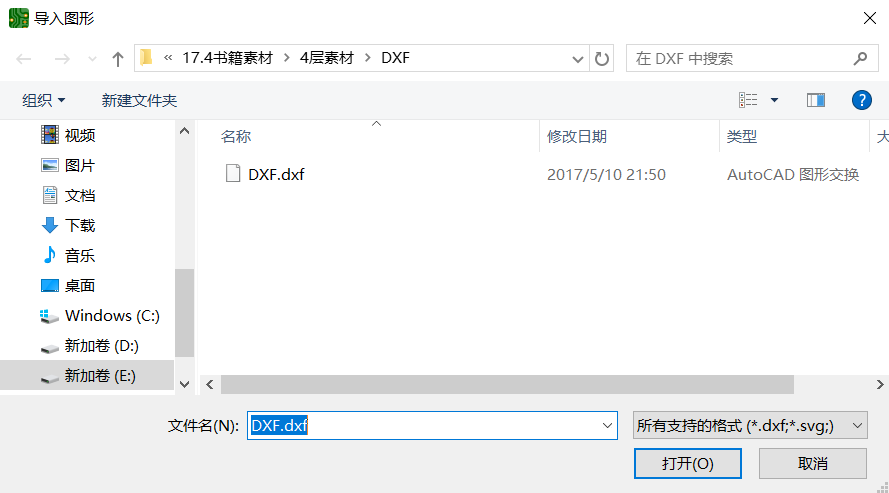 导入图形
« 17.4书籍素材 › 4层素材 › DXF
在 DXF 中搜索
组织
新建文件夹
?
名称
修改日期
类型
视频
图片
文档
下载
音乐
桌面
Windows (C:)
新加卷 (D:)
新加卷 (E:)
DXF.dxf
2017/5/10 21:50
AutoCAD 图形交换
文件名(N):
DXF.dxf
所有支持的格式 (*.dxf;*.svg;)
打开(O)
取消